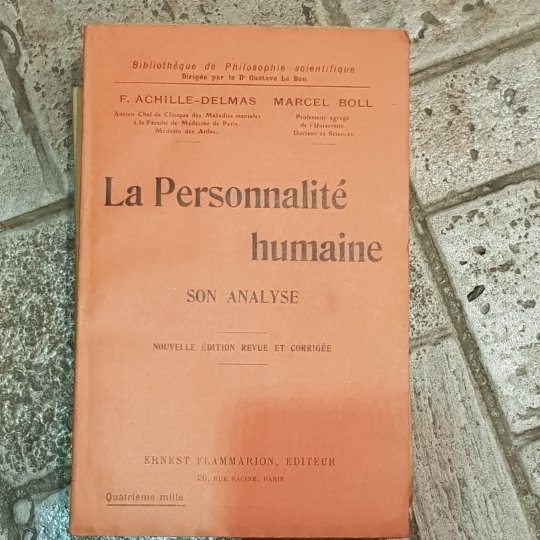 Bibliothèque de Philosophie scientifique
Dirigée par le Dr Gustave Le Bon
F. ACHILLE-DELMAS
Ancien Chef de Clinique des Maladies mentales
à la Faculté de Médecine de Paris.
Médecin des Asiles.
MARCEL BOLL
Professeur agrégé
de l'Université.
Docteur ès Sciences.
La Personnalité
humaine
SON ANALYSE
NOUVELLE ÉDITION REVUE ET CORRIGÉE
ERNEST FLAMMARION, EDITEUR
26, RUE RACINE, PARIS
Quatrième mille